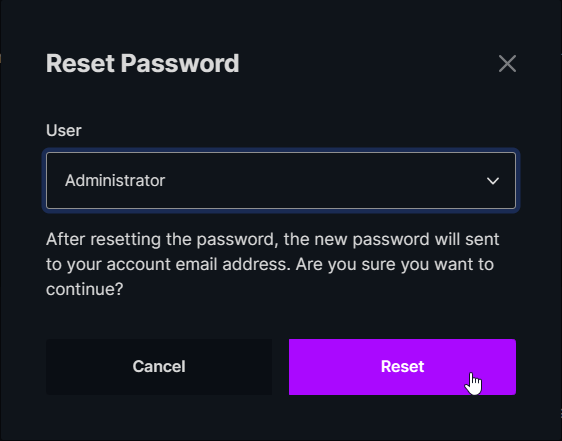 Reset Password
User
Administrator
After resetting the password, the new password will sent
to your account email address. Are you sure you want to
continue?
Cancel
Reset